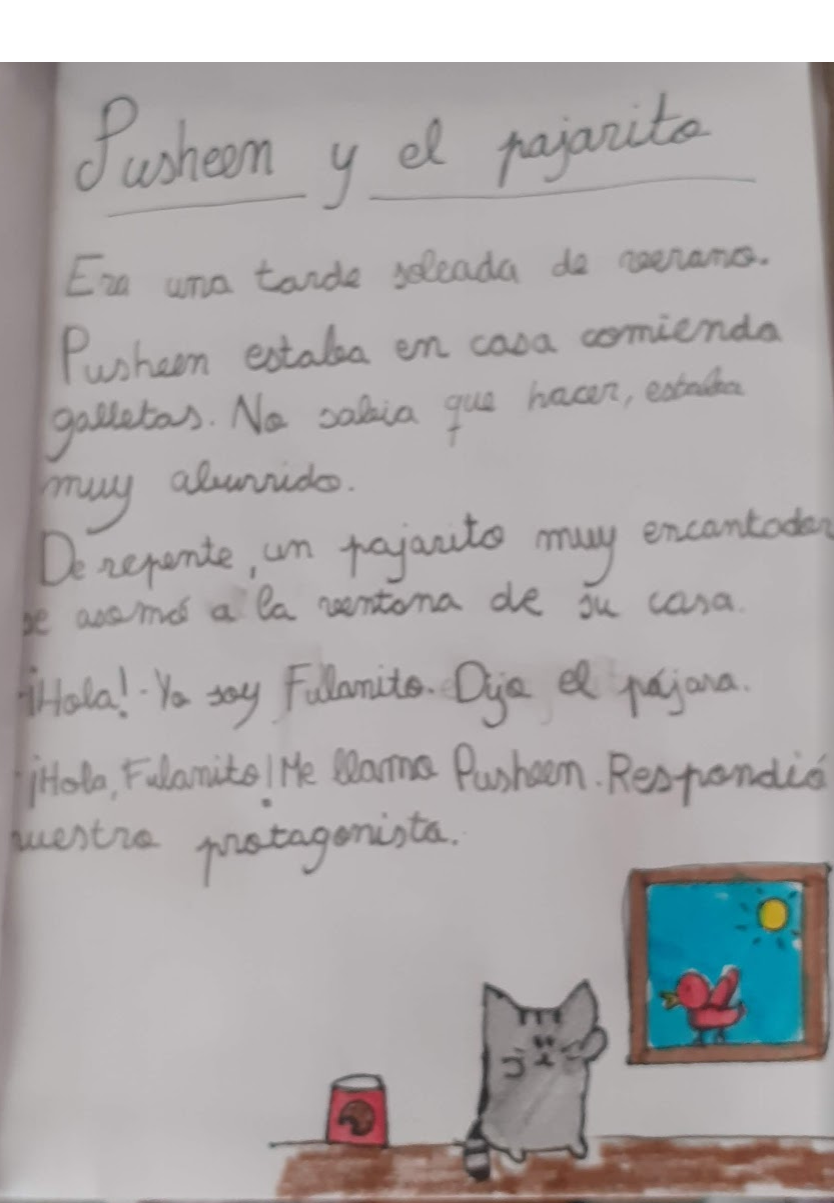 Pusheen y el pajarito
Era una tarde soleada de verano.
Pusheen estaba en casa comiendo
galletas. No sabia que hacer, estaba
muy aburrido.
De repente, un pajarito muy encantador
se asomó a la ventana de su casa.
-¡Hola! -Yo soy Fulanito. Dijo el pájaro.
-¡Hola, Fulanito! Me llamo Pusheen. Respondió
nuestro protagonista.